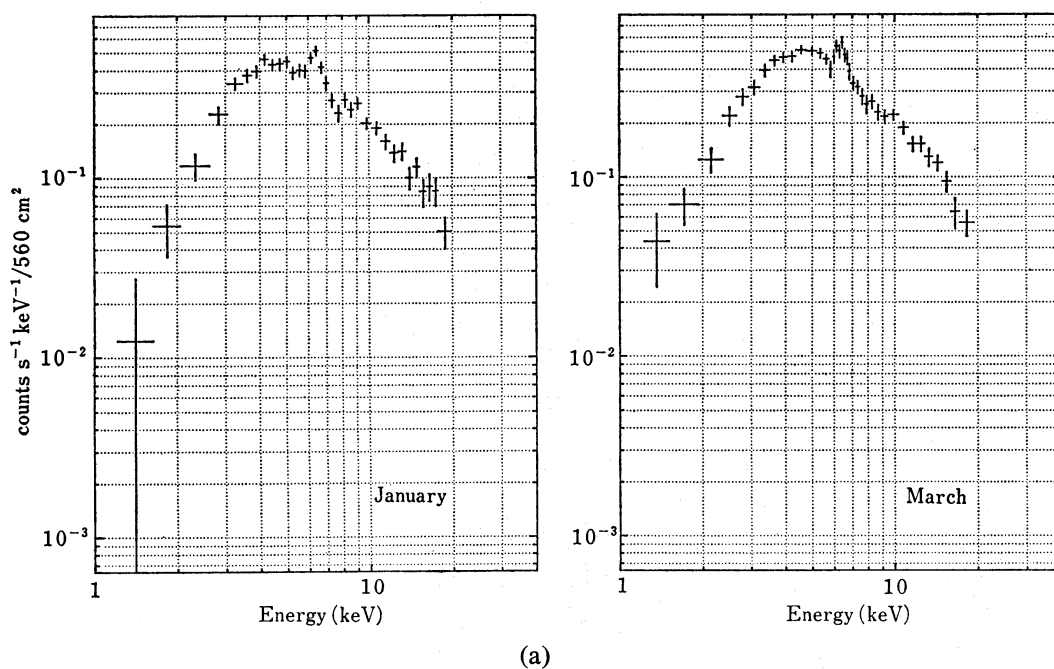 counts s⁻¹ keV⁻¹/560 cm²
10⁻¹
10⁻²
10⁻³
1
10
Energy (keV)
January
10⁻¹
10⁻²
10⁻³
1
10
Energy (keV)
March
(a)